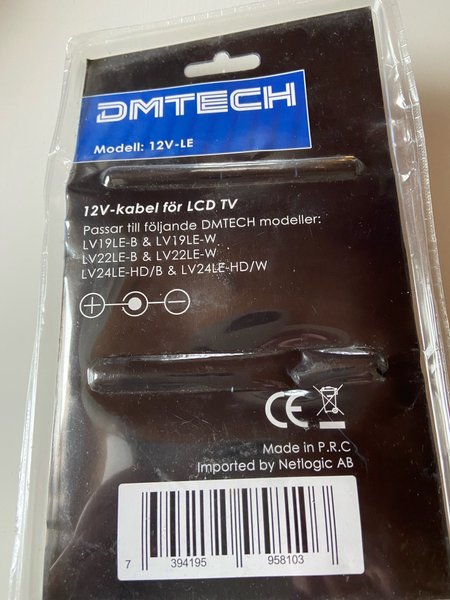 DMTECH
Modell: 12V-LE
12V-kabel för LCD TV
Passar till följande DMTECH modeller:
LV19LE-B & LV19LE-W
LV22LE-B & LV22LE-W
LV24LE-HD/B & LV24LE-HD/W
CE
Made in P.R.C
Imported by Netlogic AB
7 394195 958103